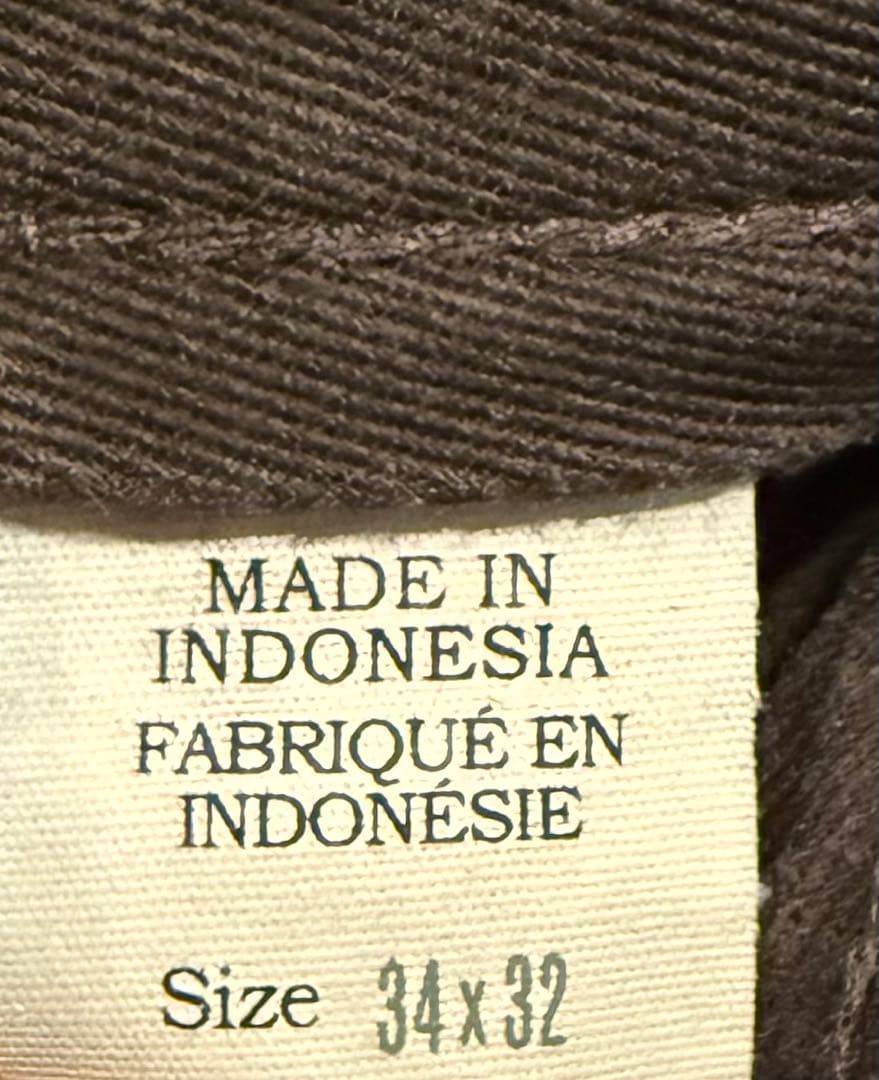 MADE IN
INDONESIA
FABRIQUÉ EN
INDONÉSIE
Size 34x32